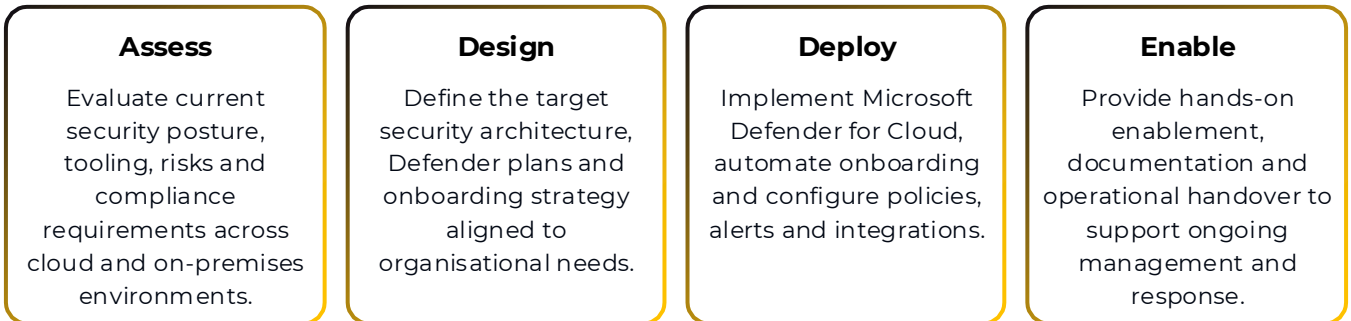 Assess
Evaluate current
security posture,
tooling, risks and
compliance
requirements across
cloud and on-premises
environments.
Design
Define the target
security architecture,
Defender plans and
onboarding strategy
aligned to
organisational needs.
Deploy
Implement Microsoft
Defender for Cloud,
automate onboarding
and configure policies,
alerts and integrations.
Enable
Provide hands-on
enablement,
documentation and
operational handover to
support ongoing
management and
response.